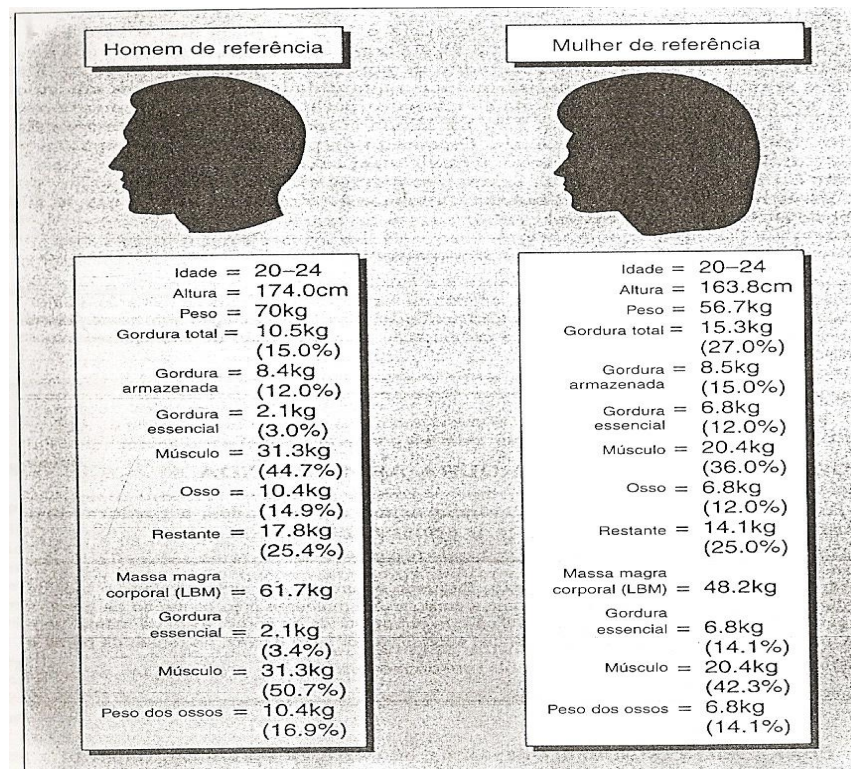 Homem de referência
Idade = 20–24
Altura = 174.0cm
Peso = 70kg
Gordura total = 10.5kg
(15.0%)
Gordura
armazenada = 8.4kg
(12.0%)
Gordura
essencial = 2.1kg
(3.0%)
Músculo = 31.3kg
(44.7%)
Osso = 10.4kg
(14.9%)
Restante = 17.8kg
(25.4%)
Massa magra
corporal (LBM) = 61.7kg
Gordura
essencial = 2.1kg
(3.4%)
Músculo = 31.3kg
(50.7%)
Peso dos ossos = 10.4kg
(16.9%)
Mulher de referência
Idade = 20–24
Altura = 163.8cm
Peso = 56.7kg
Gordura total = 15.3kg
(27.0%)
Gordura
armazenada = 8.5kg
(15.0%)
Gordura
essencial = 6.8kg
(12.0%)
Músculo = 20.4kg
(36.0%)
Osso = 6.8kg
(12.0%)
Restante = 14.1kg
(25.0%)
Massa magra
corporal (LBM) = 48.2kg
Gordura
essencial = 6.8kg
(14.1%)
Músculo = 20.4kg
(42.3%)
Peso dos ossos = 6.8kg
(14.1%)